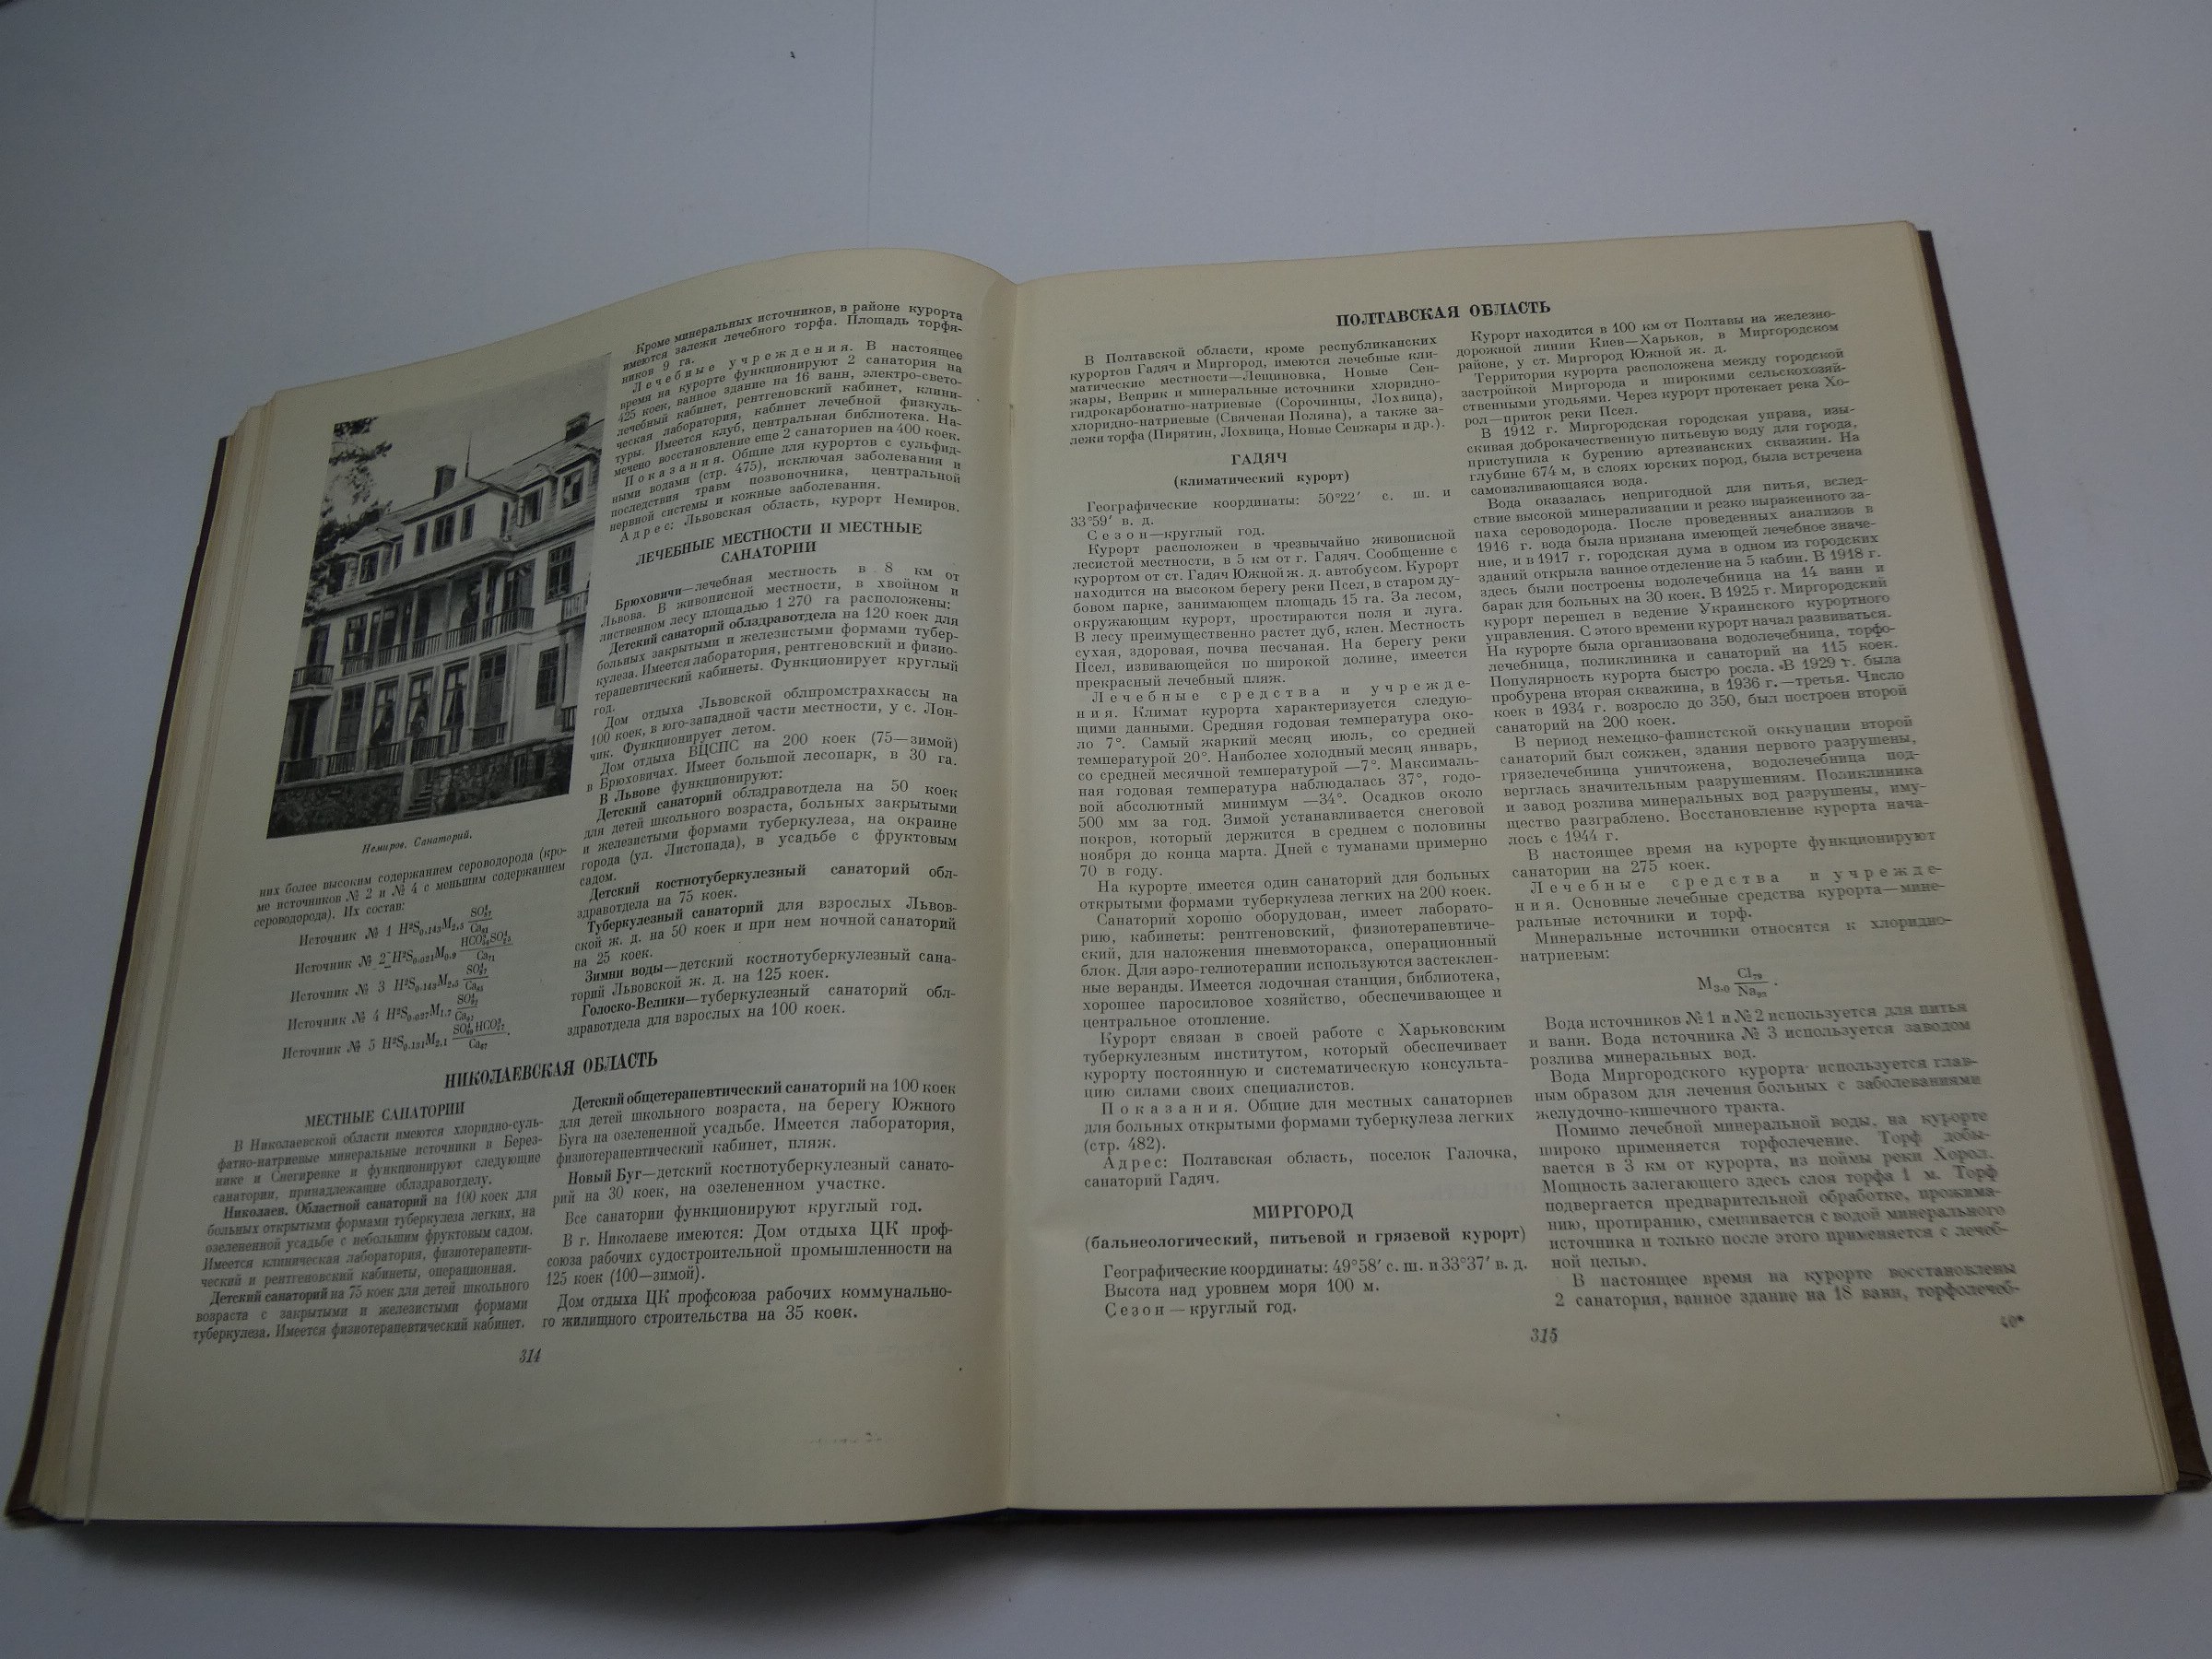 Немиров. Санаторий.
них более высоким содержанием сероводорода (кро-
ме источников № 2 и № 4 с меньшим содержанием
сероводорода). Их состав:
Источник № 1
Источник № 2
Источник № 3
Источник № 4
Источник № 5
Кроме минеральных источников, в районе курорта
имеются залежи лечебного торфа. Площадь торфя-
ников 9 га.
Лечебные учреждения. В настоящее
время на курорте функционируют 2 санатория на
425 коек, ванное здание на 16 ванн, электро-свето-
лечебный кабинет, рентгеновский кабинет, клини-
ческая лаборатория, кабинет лечебной физкуль-
туры. Имеется клуб, центральная библиотека. На-
мечено восстановление еще 2 санаториев на 400 коек.
Показания. Общие для курортов с сульфид-
ными водами (стр. 475), исключая заболевания и
последствия травм позвоночника, центральной
нервной системы и кожные заболевания.
Адрес: Львовская область, курорт Немиров.
ЛЕЧЕБНЫЕ МЕСТНОСТИ И МЕСТНЫЕ
САНАТОРИИ
Брюховичи—лечебная местность в 8 км от
Львова. В живописной местности, в хвойном и
лиственном лесу площадью 1 270 га расположены:
Детский санаторий облздравотдела на 120 коек для
больных закрытыми и железистыми формами тубер-
кулеза. Имеется лаборатория, рентгеновский и физио-
терапевтический кабинеты. Функционирует круглый
год.
Дом отдыха Львовской облпромстрахкассы на
100 коек, в юго-западной части местности, у с. Лон-
чик. Функционирует летом.
Дом отдыха ВЦСПС на 200 коек (75—зимой)
в Брюховичах. Имеет большой лесопарк, в 30 га.
В Львове функционируют:
Детский санаторий облздравотдела на 50 коек
для детей школьного возраста, больных закрытыми
и железистыми формами туберкулеза, на окраине
города (ул. Листопада), в усадьбе с фруктовым
садом.
Детский костнотуберкулезный санаторий обл-
здравотдела на 75 коек.
Туберкулезный санаторий для взрослых Львов-
ской ж. д. на 50 коек и при нем ночной санаторий
на 25 коек.
Зимни воды—детский костнотуберкулезный сана-
торий Львовской ж. д. на 125 коек.
Голоско-Велики—туберкулезный санаторий обл-
здравотдела для взрослых на 100 коек.
НИКОЛАЕВСКАЯ ОБЛАСТЬ
МЕСТНЫЕ САНАТОРИИ
В Николаевской области имеются хлоридно-суль-
фатно-натриевые минеральные источники в Берез-
нике и Снегиревке и функционируют следующие
санатории, принадлежащие облздравотделу.
Николаев. Областной санаторий на 100 коек для
больных открытыми формами туберкулеза легких, на
озелененной усадьбе с небольшим фруктовым садом.
Имеется клиническая лаборатория, физиотерапевти-
ческий и рентгеновский кабинеты, операционная.
Детский санаторий на 75 коек для детей школьного
возраста с закрытыми и железистыми формами
туберкулеза. Имеется физиотерапевтический кабинет.
Детский общетерапевтический санаторий на 100 коек
для детей школьного возраста, на берегу Южного
Буга на озелененной усадьбе. Имеется лаборатория,
физиотерапевтический кабинет, пляж.
Новый Буг—детский костнотуберкулезный санато-
рий на 30 коек, на озелененном участке.
Все санатории функционируют круглый год.
В г. Николаеве имеются: Дом отдыха ЦК проф-
союза рабочих судостроительной промышленности на
125 коек (100—зимой).
Дом отдыха ЦК профсоюза рабочих коммунально-
го жилищного строительства на 35 коек.
314
ПОЛТАВСКАЯ ОБЛАСТЬ
В Полтавской области, кроме республиканских
курортов Гадяч и Миргород, имеются лечебные кли-
матические местности—Лещиновка, Новые Сен-
жары, Веприк и минеральные источники хлоридно-
гидрокарбонатно-натриевые (Сорочинцы, Лохвица),
хлоридно-натриевые (Свяченая Поляна), а также за-
лежи торфа (Пирятин, Лохвица, Новые Сенжары и др.).
ГАДЯЧ
(климатический курорт)
Географические координаты: 50°22′ с. ш. и
33°59′ в. д.
Сезон—круглый год.
Курорт расположен в чрезвычайно живописной
лесистой местности, в 5 км от г. Гадяч. Сообщение с
курортом от ст. Гадяч Южной ж. д. автобусом. Курорт
находится на высоком берегу реки Псел, в старом ду-
бовом парке, занимающем площадь 15 га. За лесом,
окружающим курорт, простираются поля и луга.
В лесу преимущественно растет дуб, клен. Местность
сухая, здоровая, почва песчаная. На берегу реки
Псел, извивающейся по широкой долине, имеется
прекрасный лечебный пляж.
Лечебные средства и учрежде-
ния. Климат курорта характеризуется следую-
щими данными. Средняя годовая температура око-
ло 7°. Самый жаркий месяц июль, со средней
температурой 20°. Наиболее холодный месяц январь,
со средней месячной температурой —7°. Максималь-
ная годовая температура наблюдалась 37°, годо-
вой абсолютный минимум —34°. Осадков около
500 мм за год. Зимой устанавливается снеговой
покров, который держится в среднем с половины
ноября до конца марта. Дней с туманами примерно
70 в году.
На курорте имеется один санаторий для больных
открытыми формами туберкулеза легких на 200 коек.
Санаторий хорошо оборудован, имеет лаборато-
рию, кабинеты: рентгеновский, физиотерапевтиче-
ский, для наложения пневмоторакса, операционный
блок. Для аэро-гелиотерапии используются застеклен-
ные веранды. Имеется лодочная станция, библиотека,
хорошее паросиловое хозяйство, обеспечивающее и
центральное отопление.
Курорт связан в своей работе с Харьковским
туберкулезным институтом, который обеспечивает
курорту постоянную и систематическую консульта-
цию силами своих специалистов.
Показания. Общие для местных санаториев
для больных открытыми формами туберкулеза легких
(стр. 482).
Адрес: Полтавская область, поселок Галочка,
санаторий Гадяч.
МИРГОРОД
(бальнеологический, питьевой и грязевой курорт)
Географические координаты: 49°58′ с. ш. и 33°37′ в. д.
Высота над уровнем моря 100 м.
Сезон — круглый год.
Курорт находится в 100 км от Полтавы на железно-
дорожной линии Киев—Харьков, в Миргородском
районе, у ст. Миргород Южной ж. д.
Территория курорта расположена между городской
застройкой Миргорода и широкими сельскохозяй-
ственными угодьями. Через курорт протекает река Хо-
рол—приток реки Псел.
В 1912 г. Миргородская городская управа, изы-
скивая доброкачественную питьевую воду для города,
приступила к бурению артезианских скважин. На
глубине 674 м, в слоях юрских пород, была встречена
самоизливающаяся вода.
Вода оказалась непригодной для питья, вслед-
ствие высокой минерализации и резко выраженного за-
паха сероводорода. После проведенных анализов в
1916 г. вода была признана имеющей лечебное значе-
ние, и в 1917 г. городская дума в одном из городских
зданий открыла ванное отделение на 5 кабин. В 1918 г.
здесь были построены водолечебница на 14 ванн и
барак для больных на 30 коек. В 1925 г. Миргородский
курорт перешел в ведение Украинского курортного
управления. С этого времени курорт начал развиваться.
На курорте была организована водолечебница, торфо-
лечебница, поликлиника и санаторий на 115 коек.
Популярность курорта быстро росла. В 1929 г. была
пробурена вторая скважина, в 1936 г.—третья. Число
коек в 1934 г. возросло до 350, был построен второй
санаторий на 200 коек.
В период немецко-фашистской оккупации второй
санаторий был сожжен, здания первого разрушены,
грязелечебница уничтожена, водолечебница под-
верглась значительным разрушениям. Поликлиника
и завод розлива минеральных вод разрушены, иму-
щество разграблено. Восстановление курорта нача-
лось с 1944 г.
В настоящее время на курорте функционируют
санатории на 275 коек.
Лечебные средства и учрежде-
ния. Основные лечебные средства курорта—мине-
ральные источники и торф.
Минеральные источники относятся к хлоридно-
натриевым:
M3,0 Cl79
Na92 .
Вода источников № 1 и № 2 используется для питья
и ванн. Вода источника № 3 используется заводом
розлива минеральных вод.
Вода Миргородского курорта используется глав-
ным образом для лечения больных с заболеваниями
желудочно-кишечного тракта.
Помимо лечебной минеральной воды, на курорте
широко применяется торфолечение. Торф добы-
вается в 3 км от курорта, из поймы реки Хорол.
Мощность залегающего здесь слоя торфа 1 м. Торф
подвергается предварительной обработке, прожима-
нию, протиранию, смешивается с водой минерального
источника и только после этого применяется с лечеб-
ной целью.
В настоящее время на курорте восстановлены
2 санатория, ванное здание на 18 ванн, торфолечеб-
315
40*